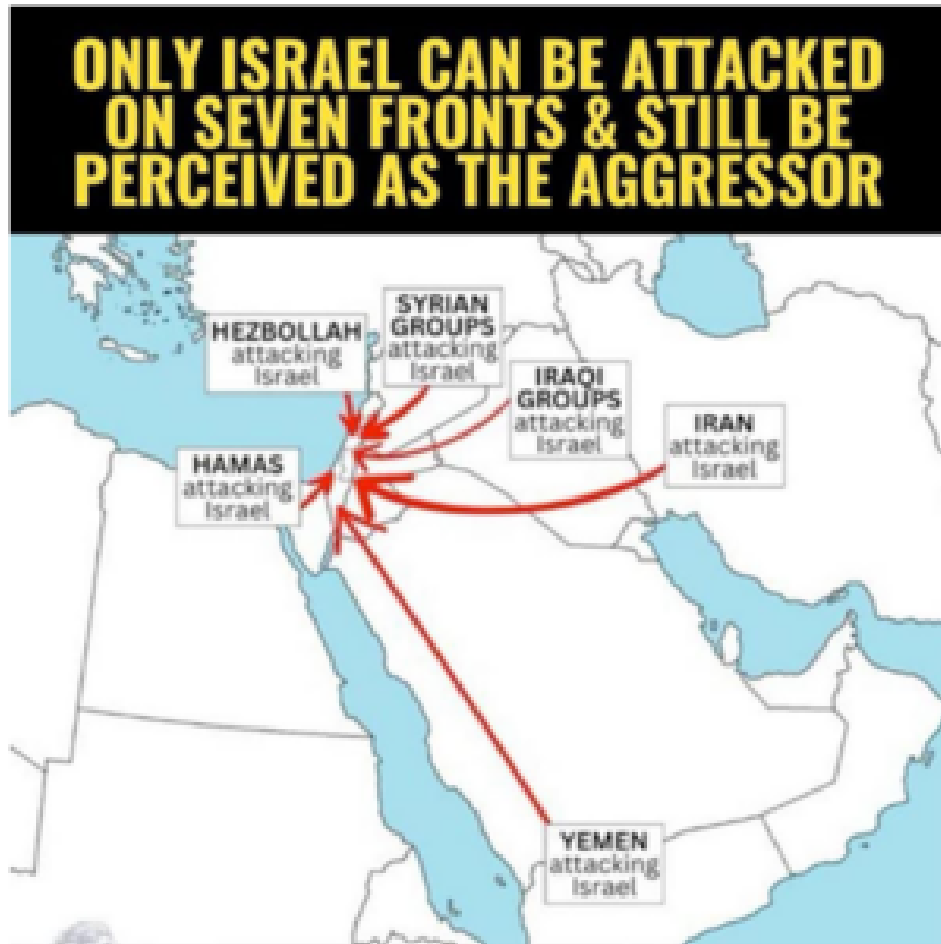 ONLY ISRAEL CAN BE ATTACKED
ON SEVEN FRONTS & STILL BE
PERCEIVED AS THE AGGRESSOR
HEZBOLLAH
attacking
Israel
SYRIAN
GROUPS
attacking
Israel
IRAQI
GROUPS
attacking
Israel
IRAN
attacking
Israel
HAMAS
attacking
Israel
YEMEN
attacking
Israel